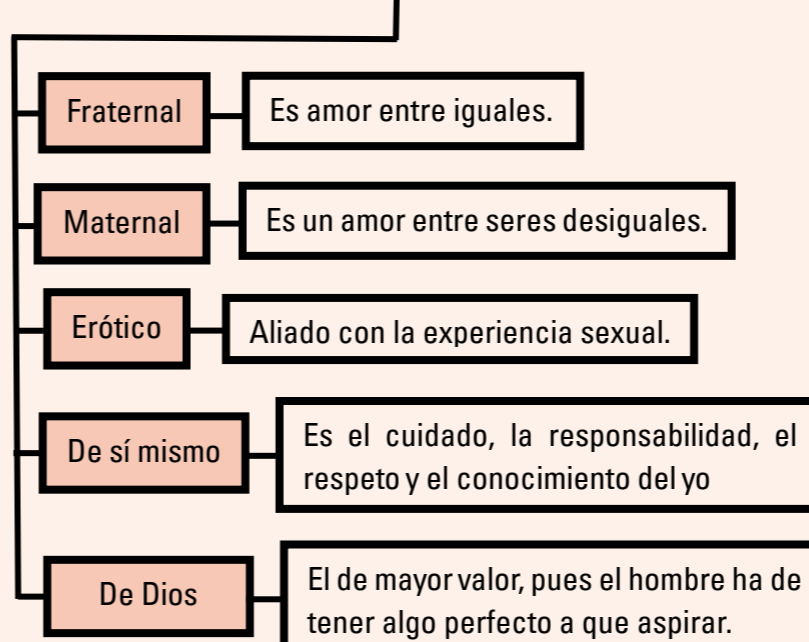 Fraternal
Es amor entre iguales.
Maternal
Es un amor entre seres desiguales.
Erótico
Aliado con la experiencia sexual.
De sí mismo
Es el cuidado, la responsabilidad, el
respeto y el conocimiento del yo
De Dios
El de mayor valor, pues el hombre ha de
tener algo perfecto a que aspirar.